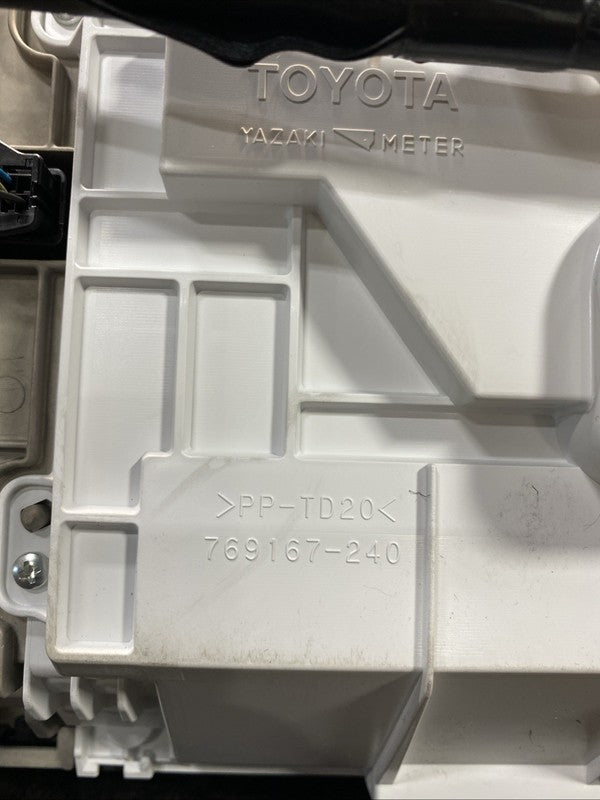 TOYOTA
YAZAKI METER
>PP-TD20<
769167-240